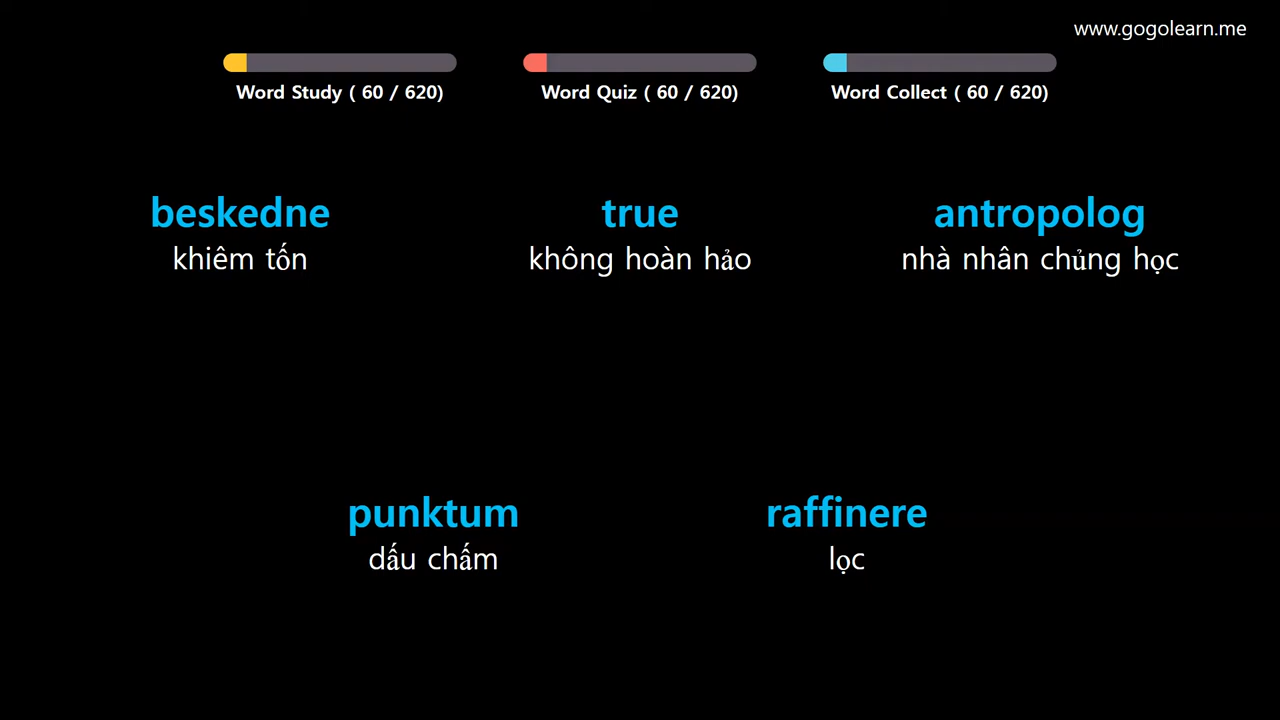 www.gogolearn.me
Word Study ( 60 / 620)
Word Quiz ( 60 / 620)
Word Collect ( 60 / 620)
beskedne
khiêm tốn
true
không hoàn hảo
antropolog
nhà nhân chủng học
punktum
dấu chấm
raffinere
lọc